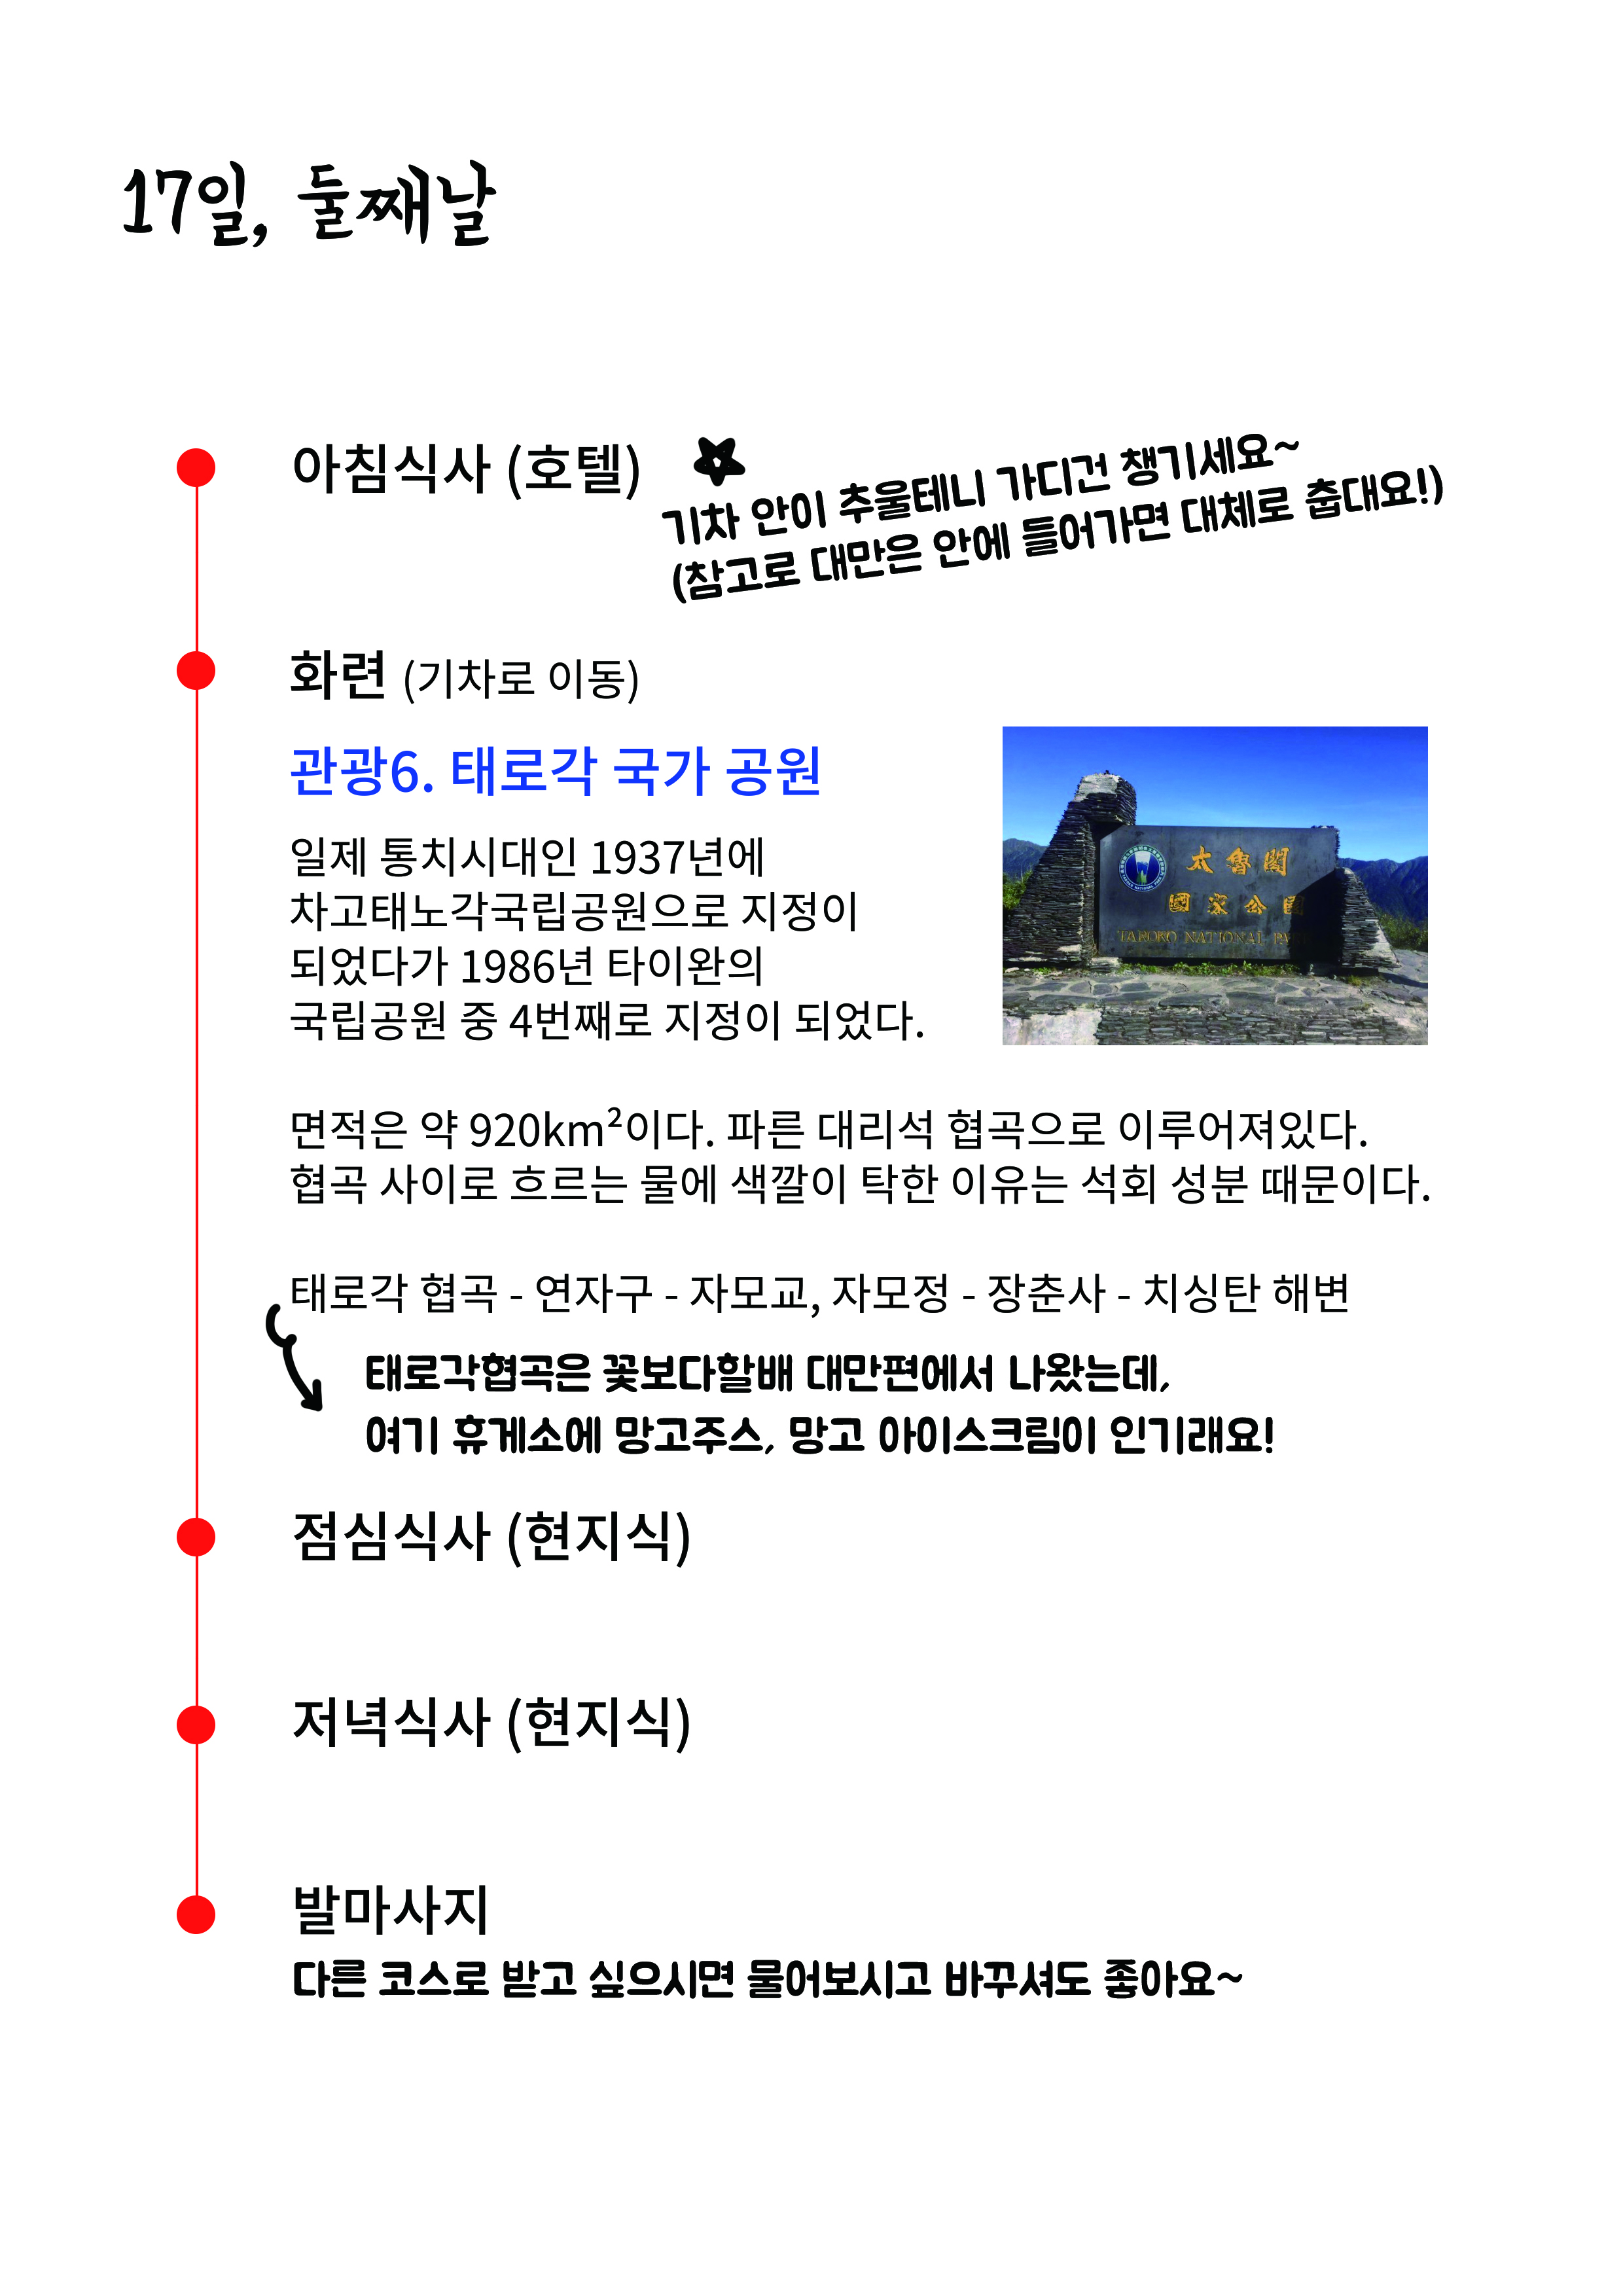 17일, 둘째날
아침식사 (호텔)
기차 안이 추울테니 가디건 챙기세요~
(참고로 대만은 안에 들어가면 대체로 춥대요!)
화련 (기차로 이동)
관광6. 태로각 국가 공원
일제 통치시대인 1937년에
차고태노각국립공원으로 지정이
되었다가 1986년 타이완의
국립공원 중 4번째로 지정이 되었다.
太魯閣
國家公園
TAROKO NATIONAL
면적은 약 920km²이다. 파른 대리석 협곡으로 이루어져있다.
협곡 사이로 흐르는 물에 색깔이 탁한 이유는 석회 성분 때문이다.
태로각 협곡 - 연자구 - 자모교, 자모정 - 장춘사 - 치싱탄 해변
태로각협곡은 꽃보다할배 대만편에서 나왔는데,
여기 휴게소에 망고주스, 망고 아이스크림이 인기래요!
점심식사 (현지식)
저녁식사 (현지식)
발마사지
다른 코스로 받고 싶으시면 물어보시고 바꾸셔도 좋아요~